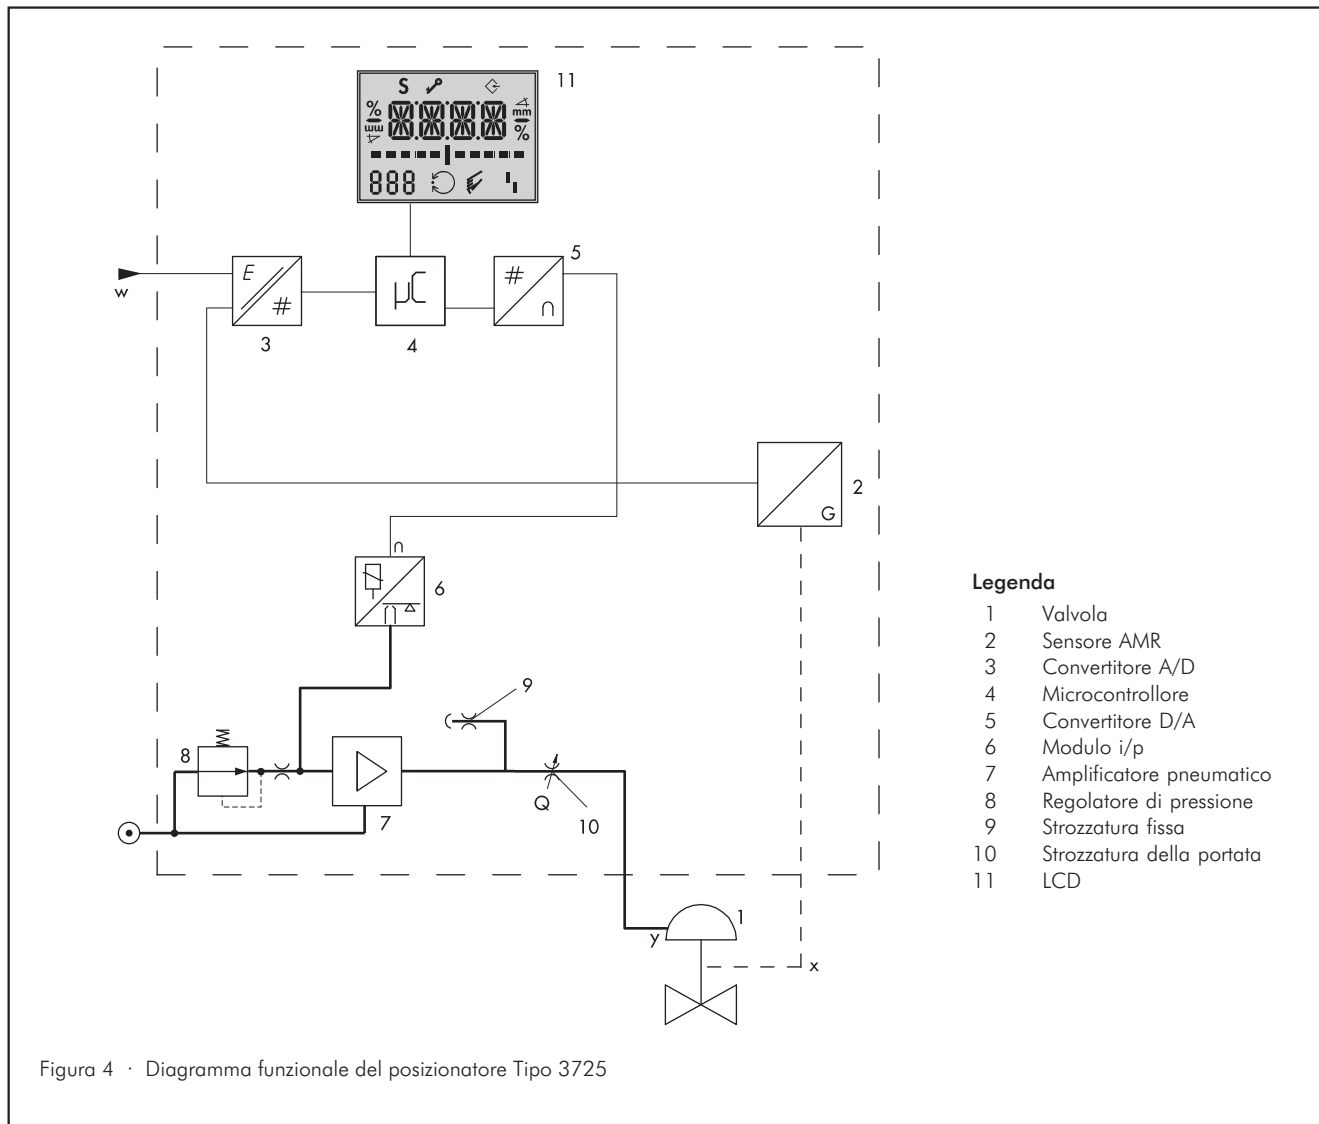 11
S
% mm
mm %
888
5
w
E
#
μC
#
∩
3
4
2
G
∩
6
9
8
Q
7
10
1
y
x
Legenda
1 Valvola
2 Sensore AMR
3 Convertitore A/D
4 Microcontrollore
5 Convertitore D/A
6 Modulo i/p
7 Amplificatore pneumatico
8 Regolatore di pressione
9 Strozzatura fissa
10 Strozzatura della portata
11 LCD
Figura 4 · Diagramma funzionale del posizionatore Tipo 3725